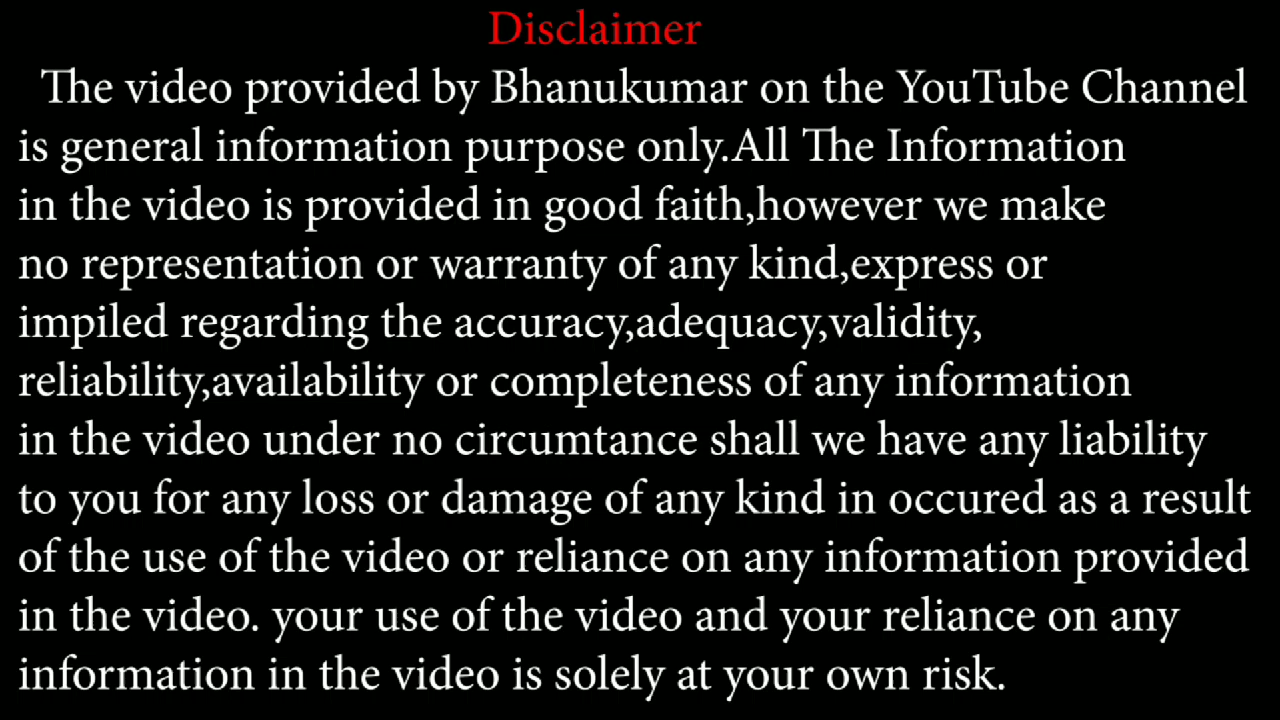 Disclaimer
The video provided by Bhanukumar on the YouTube Channel
is general information purpose only.All The Information
in the video is provided in good faith,however we make
no representation or warranty of any kind,express or
impiled regarding the accuracy,adequacy,validity,
reliability,availability or completeness of any information
in the video under no circumtance shall we have any liability
to you for any loss or damage of any kind in occured as a result
of the use of the video or reliance on any information provided
in the video. your use of the video and your reliance on any
information in the video is solely at your own risk.